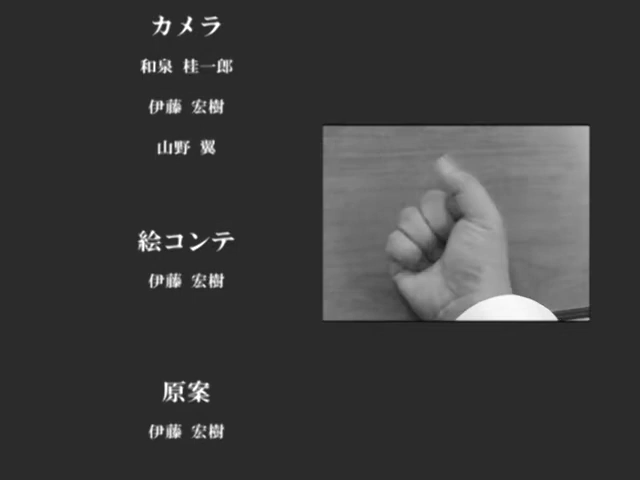 カメラ
和泉 桂一郎
伊藤 宏樹
山野 翼
絵コンテ
伊藤 宏樹
原案
伊藤 宏樹